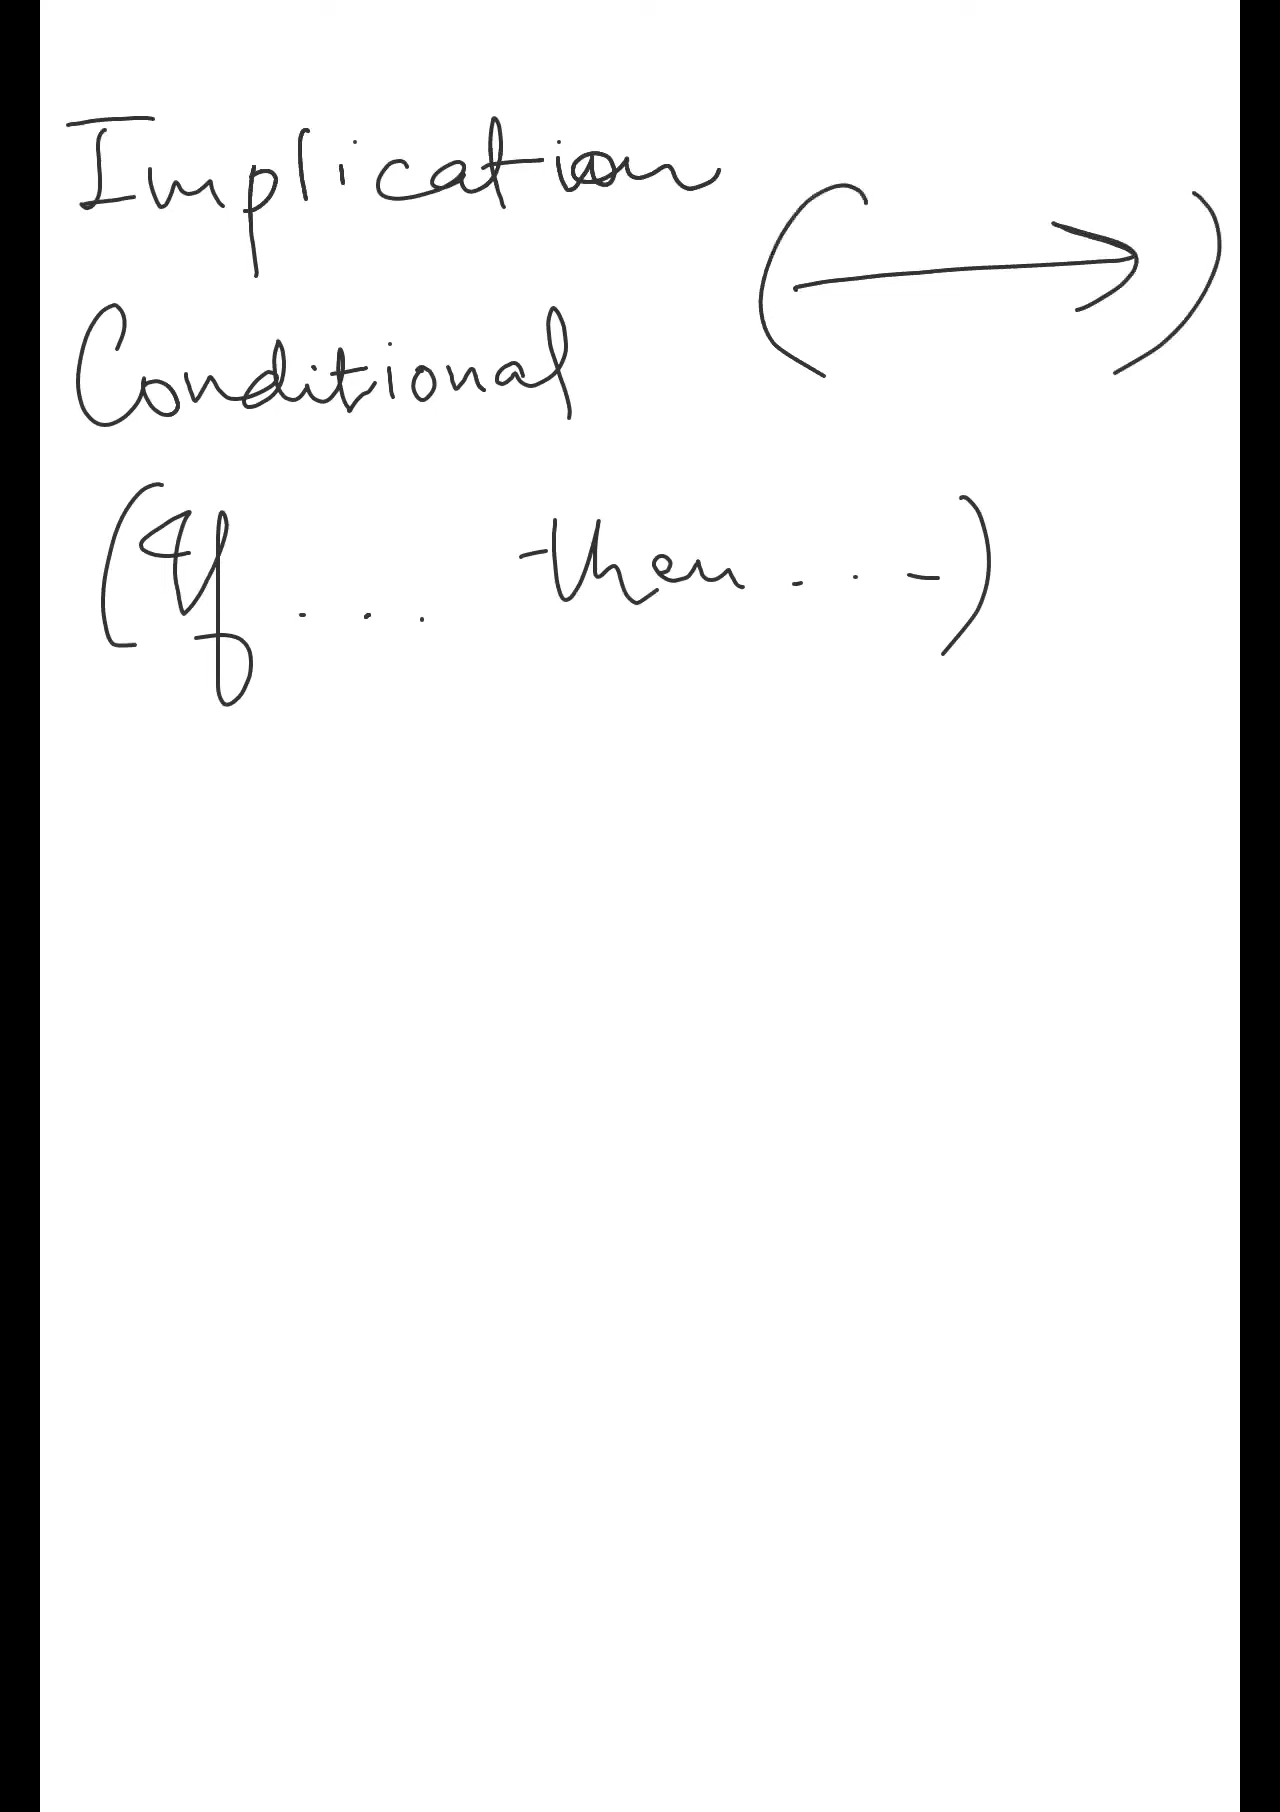 Implication
(→)
Conditional
(If ... then ...)